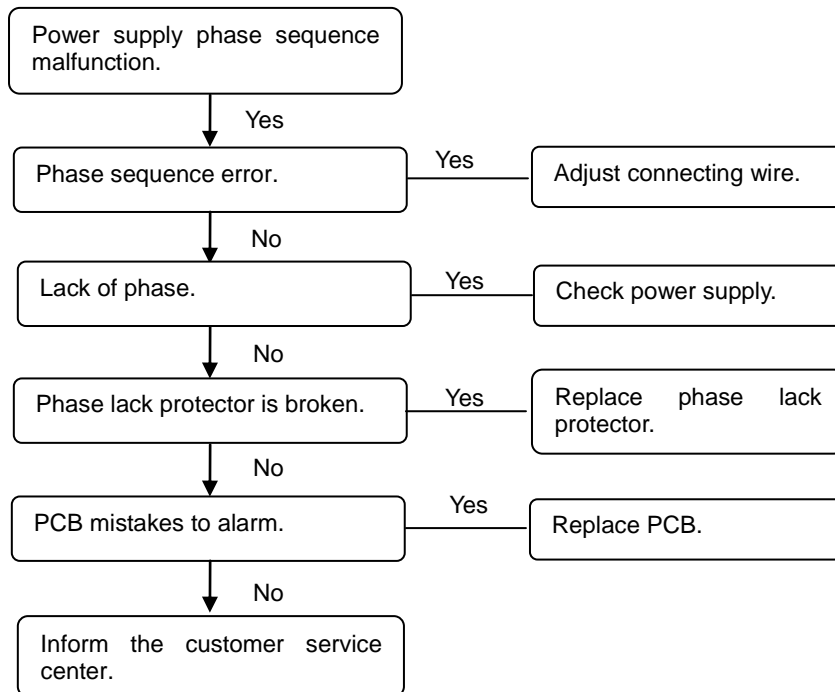 Power supply phase sequence
malfunction.
Yes
Phase sequence error.
Yes
Adjust connecting wire.
No
Lack of phase.
Yes
Check power supply.
No
Phase lack protector is broken.
Yes
Replace phase lack
protector.
No
PCB mistakes to alarm.
Yes
Replace PCB.
No
Inform the customer service
center.